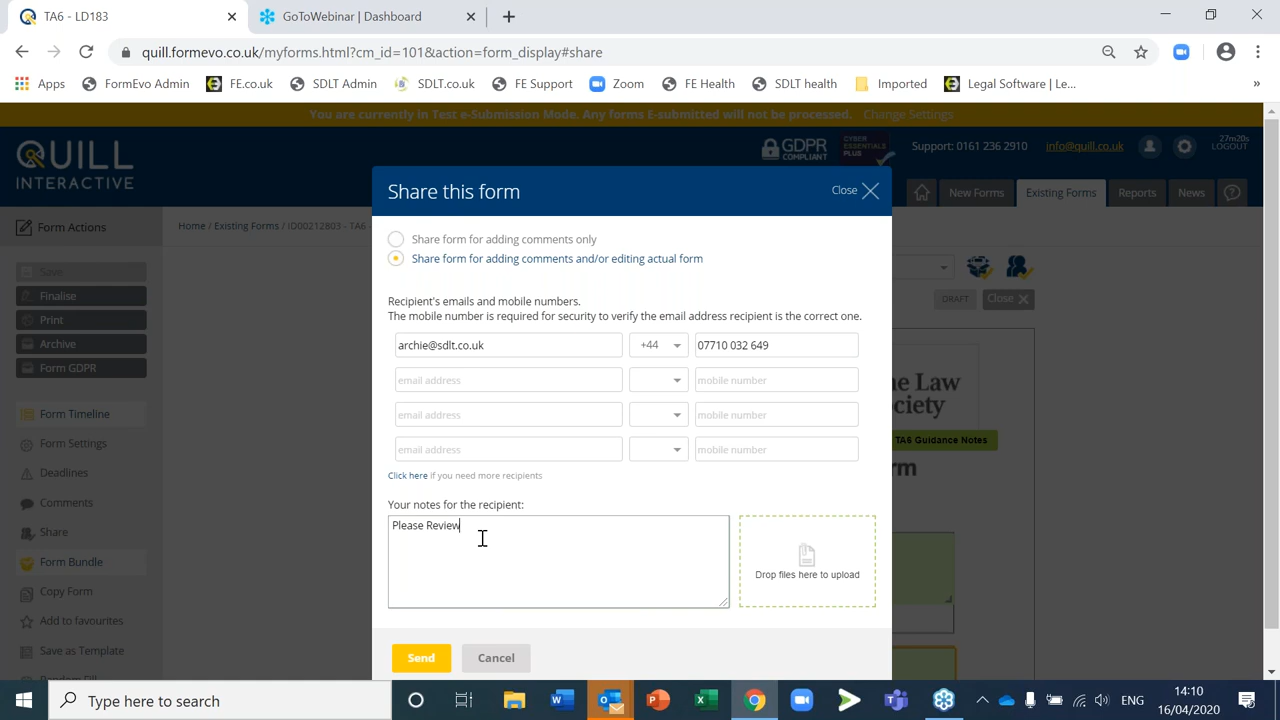 TA6 - LD183
GoToWebinar | Dashboard
quill.formevo.co.uk/myforms.html?cm_id=101&action=form_display#share
Apps
FormEvo Admin
FE.co.uk
SDLT Admin
SDLT.co.uk
FE Support
Zoom
FE Health
SDLT health
Imported
Legal Software | Le...
»
You are currently in Test e-Submission Mode. Any forms E-submitted will not be processed. Change Settings
QUILL
INTERACTIVE
GDPR
COMPLIANT
CYBER
ESSENTIALS
PLUS
Support: 0161 236 2910
info@quill.co.uk
27m20s
LOGOUT
Share this form
Close
New Forms
Existing Forms
Reports
News
Form Actions
Home / Existing Forms / ID00212803 - TA6 -
Share form for adding comments only
Share form for adding comments and/or editing actual form
Save
Finalise
Print
Archive
Form GDPR
DRAFT
Close
Recipient's emails and mobile numbers.
The mobile number is required for security to verify the email address recipient is the correct one.
archie@sdlt.co.uk
+44
07710 032 649
email address
mobile number
email address
mobile number
email address
mobile number
Click here if you need more recipients
ne Law
ociety
TA6 Guidance Notes
rm
Form Timeline
Form Settings
Deadlines
Comments
Share
Form Bundle
Copy Form
Add to favourites
Save as Template
Your notes for the recipient:
Please Review
Drop files here to upload
Send
Cancel
Type here to search
ENG
14:10
16/04/2020